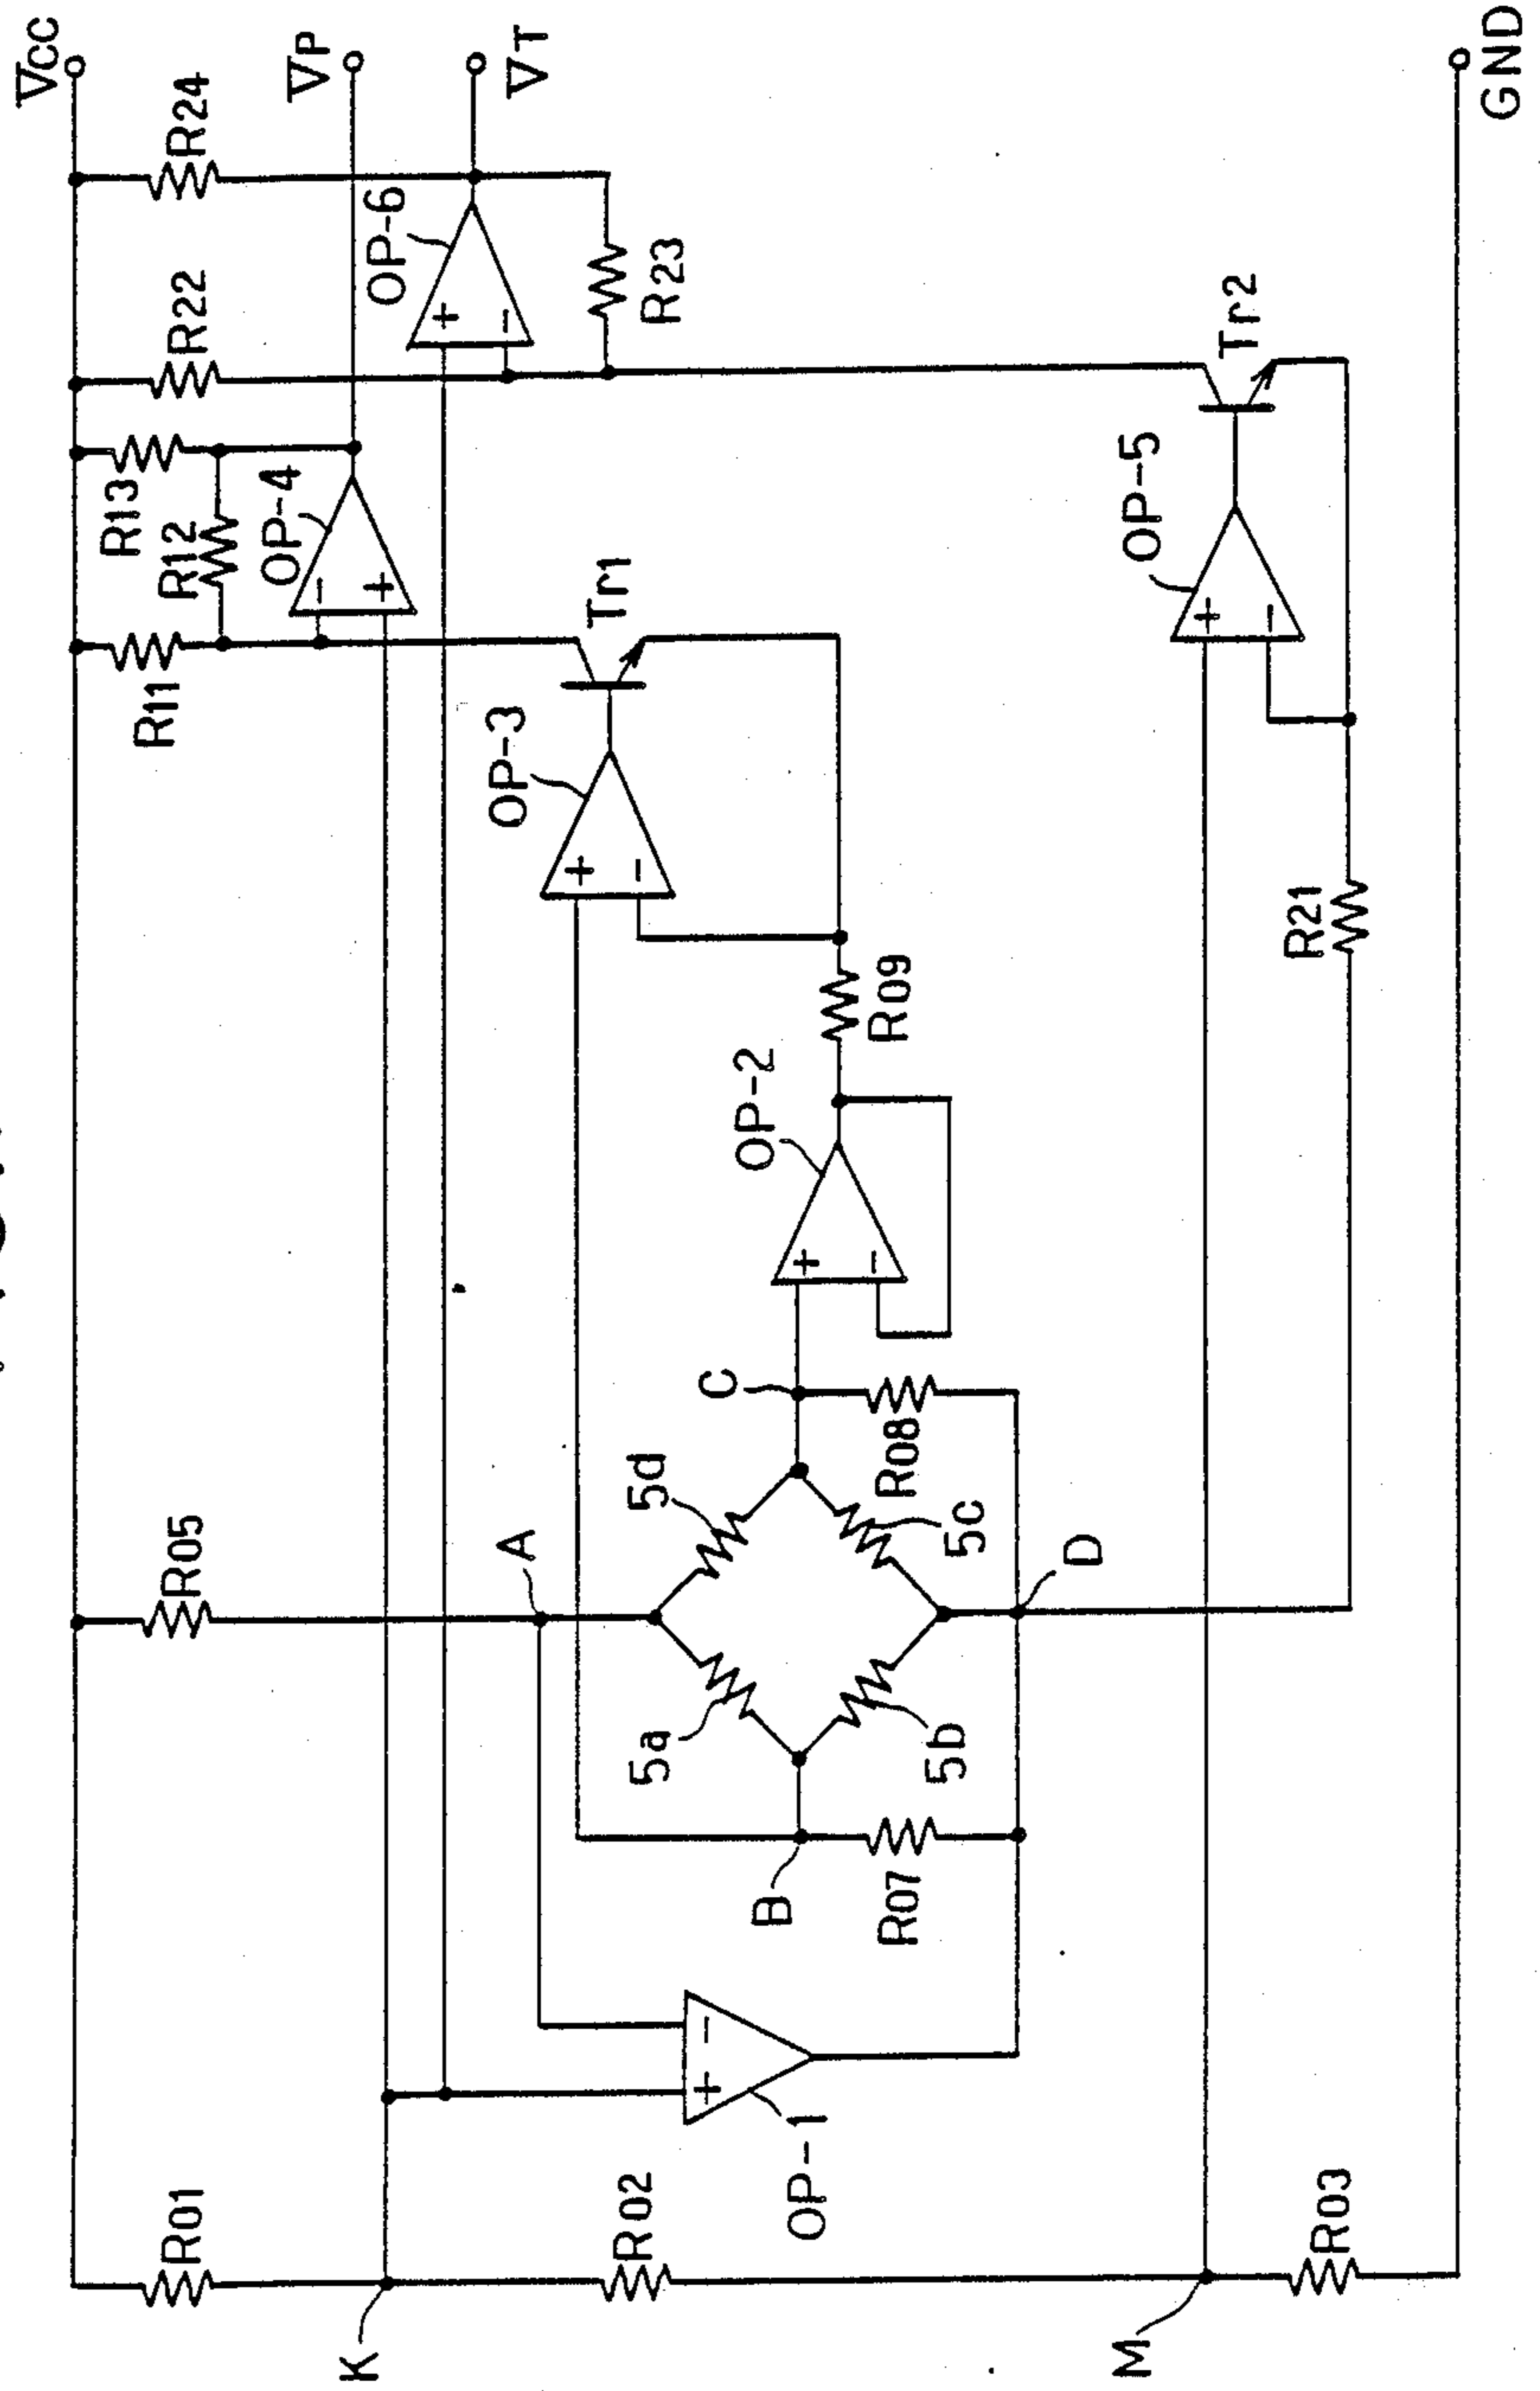 VCC
R24
VP
VT
R22
OP-6
R23
R13
R12
OP-4
R11
Tr1
OP-3
Tr2
OP-5
R21
R09
OP-2
C
5d
R08
5c
R05
A
D
5a
5b
B
R07
OP-1
R01
R02
R03
K
M
GND